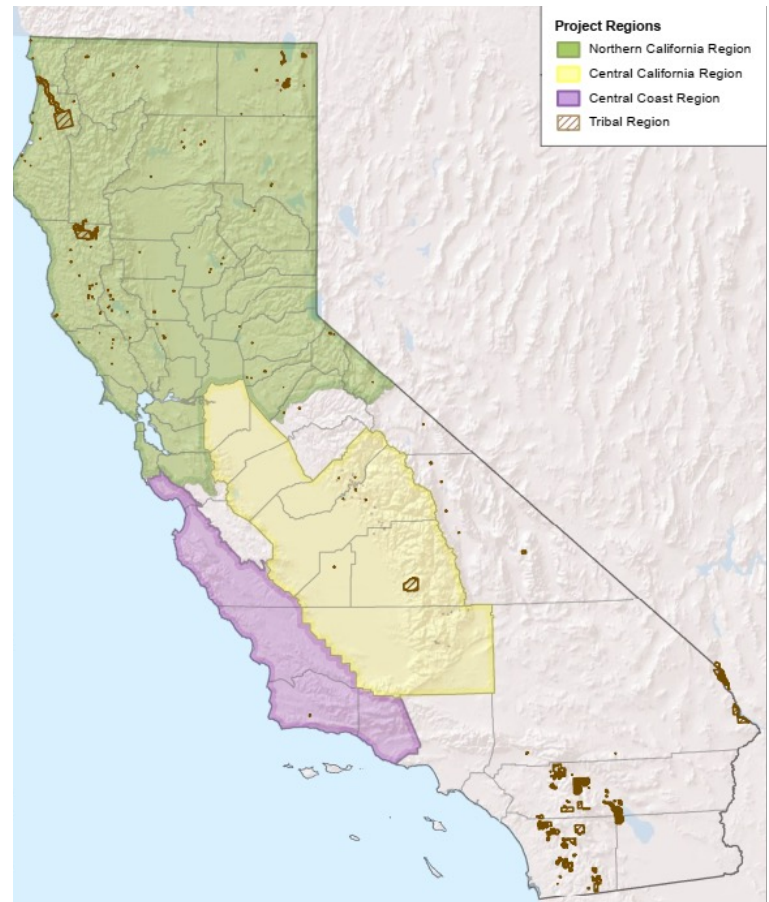 Project Regions
Northern California Region
Central California Region
Central Coast Region
Tribal Region